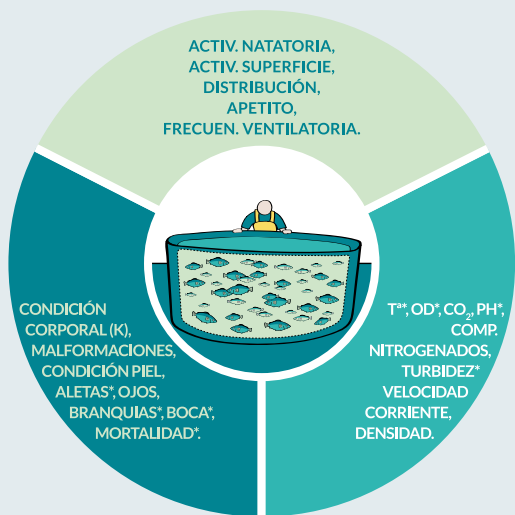 ACTIV. NATATORIA,
ACTIV. SUPERFICIE,
DISTRIBUCIÓN,
APETITO,
FRECUEN. VENTILATORIA.
CONDICIÓN
CORPORAL (K),
MALFORMACIONES,
CONDICIÓN PIEL,
ALETAS*, OJOS,
BRANQUIAS*, BOCA*,
MORTALIDAD*.
Tª*, OD*, CO₂, PH*,
COMP.
NITROGENADOS,
TURBIDEZ*
VELOCIDAD
CORRIENTE,
DENSIDAD.